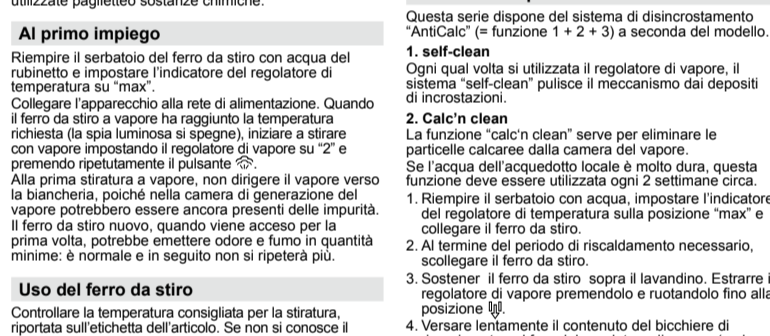 utilizzate pagliette o sostanze chimiche.
Al primo impiego
Riempire il serbatoio del ferro da stiro con acqua del
rubinetto e impostare l’indicatore del regolatore di
temperatura su “max”.
Collegare l’apparecchio alla rete di alimentazione. Quando
il ferro da stiro a vapore ha raggiunto la temperatura
richiesta (la spia luminosa si spegne), iniziare a stirare
con vapore impostando il regolatore di vapore su “2” e
premendo ripetutamente il pulsante .
Alla prima stiratura a vapore, non dirigere il vapore verso
la biancheria, poiché nella camera di generazione del
vapore potrebbero essere ancora presenti delle impurità.
Il ferro da stiro nuovo, quando viene acceso per la
prima volta, potrebbe emettere odore e fumo in quantità
minime: è normale e in seguito non si ripeterà più.
Uso del ferro da stiro
Controllare la temperatura consigliata per la stiratura,
riportata sull’etichetta dell’articolo. Se non si conosce il
Questa serie dispone del sistema di disincrostamento
“AntiCalc” (= funzione 1 + 2 + 3) a seconda del modello.
1. self-clean
Ogni qual volta si utilizzata il regolatore di vapore, il
sistema “self-clean” pulisce il meccanismo dai depositi
di incrostazioni.
2. Calc’n clean
La funzione “calc‘n clean” serve per eliminare le
particelle calcaree dalla camera del vapore.
Se l’acqua dell’acquedotto locale è molto dura, questa
funzione deve essere utilizzata ogni 2 settimane circa.
1. Riempire il serbatoio con acqua, impostare l’indicatore
del regolatore di temperatura sulla posizione “max” e
collegare il ferro da stiro.
2. Al termine del periodo di riscaldamento necessario,
scollegare il ferro da stiro.
3. Sostener il ferro da stiro sopra il lavandino. Estrarre i
regolatore di vapore premendolo e ruotandolo fino alla
posizione .
4. Versare lentamente il contenuto del bicchiere di